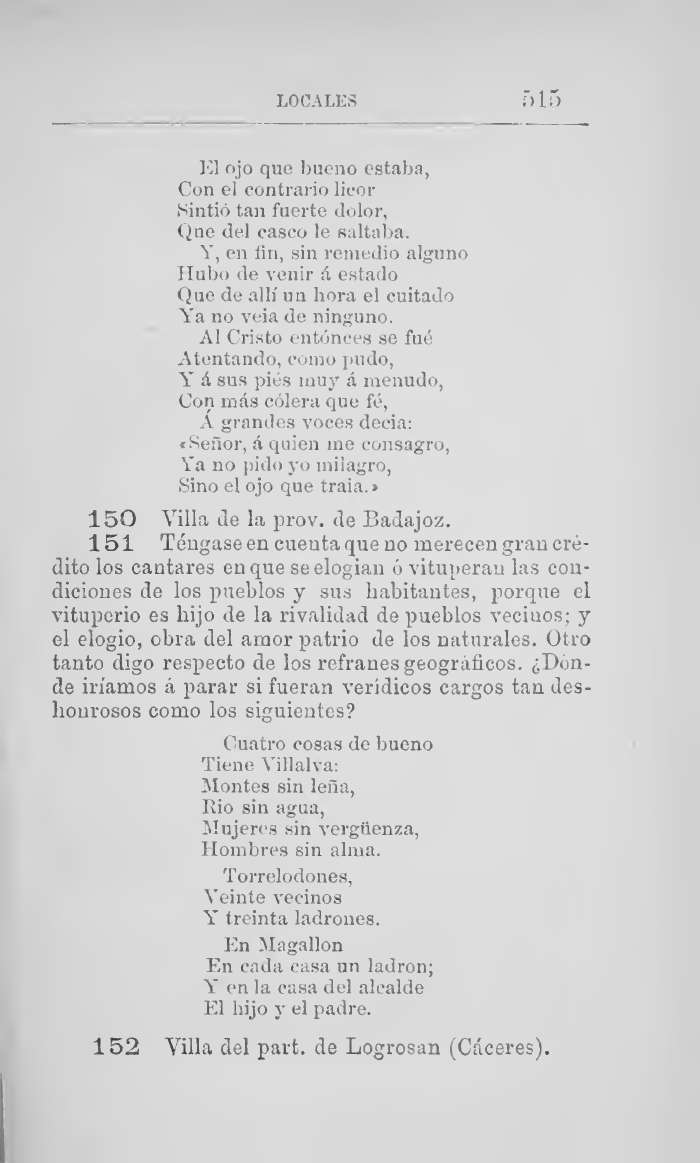 LOCALES 515
El ojo que bueno estaba,
Con el contrario licor
Sintió tan fuerte dolor,
Que del casco le saltaba.
Y, en fin, sin remedio alguno
Hubo de venir á estado
Que de allí un hora el cuitado
Ya no veia de ninguno.
Al Cristo entónces se fué
Atentando, como pudo,
Y á sus piés muy á menudo,
Con más cólera que fé,
Á grandes voces decia:
«Señor, á quien me consagro,
Ya no pido yo milagro,
Sino el ojo que traia.»
150 Villa de la prov. de Badajoz.
151 Téngase en cuenta que no merecen gran cré-
dito los cantares en que se elogian ó vituperan las con-
diciones de los pueblos y sus habitantes, porque el
vituperio es hijo de la rivalidad de pueblos vecinos; y
el elogio, obra del amor patrio de los naturales. Otro
tanto digo respecto de los refranes geográficos. ¿Dón-
de iríamos á parar si fueran verídicos cargos tan des-
honrosos como los siguientes?
Cuatro cosas de bueno
Tiene Villalva:
Montes sin leña,
Rio sin agua,
Mujeres sin vergüenza,
Hombres sin alma.
Torrelodones,
Veinte vecinos
Y treinta ladrones.
En Magallon
En cada casa un ladron;
Y en la casa del alcalde
El hijo y el padre.
152 Villa del part. de Logrosan (Cáceres).